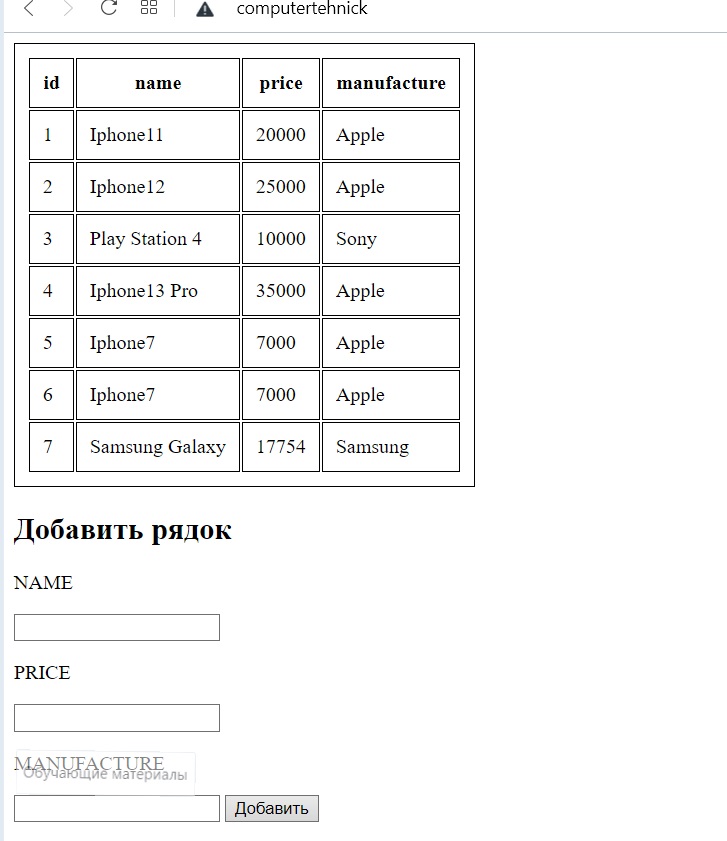 computertehnick
id name price manufacture
1 Iphone11 20000 Apple
2 Iphone12 25000 Apple
3 Play Station 4 10000 Sony
4 Iphone13 Pro 35000 Apple
5 Iphone7 7000 Apple
6 Iphone7 7000 Apple
7 Samsung Galaxy 17754 Samsung
Добавить рядок
NAME
PRICE
MANUFACTURE
Обучающие материалы
Добавить